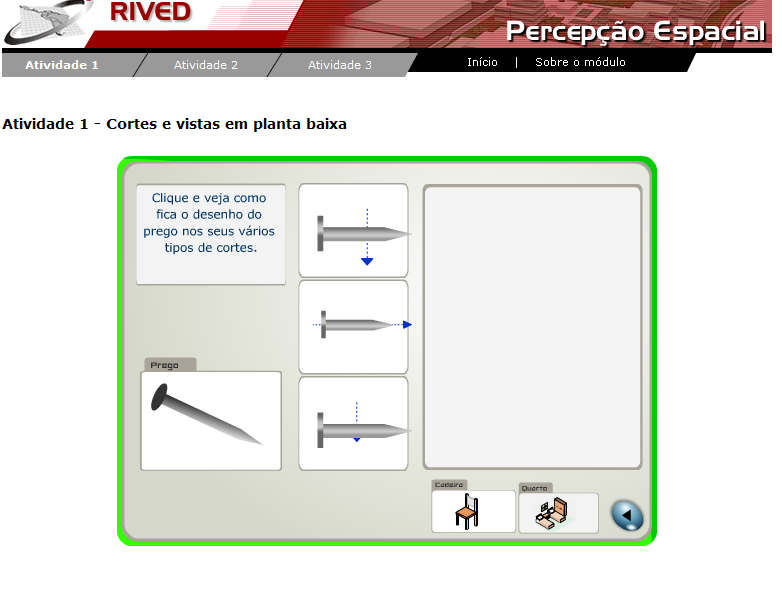 RIVED
Percepção Espacial
Atividade 1
Atividade 2
Atividade 3
Início | Sobre o módulo
Atividade 1 - Cortes e vistas em planta baixa
Clique e veja como
fica o desenho do
prego nos seus vários
tipos de cortes.
Prego
Cadeira
Quarto